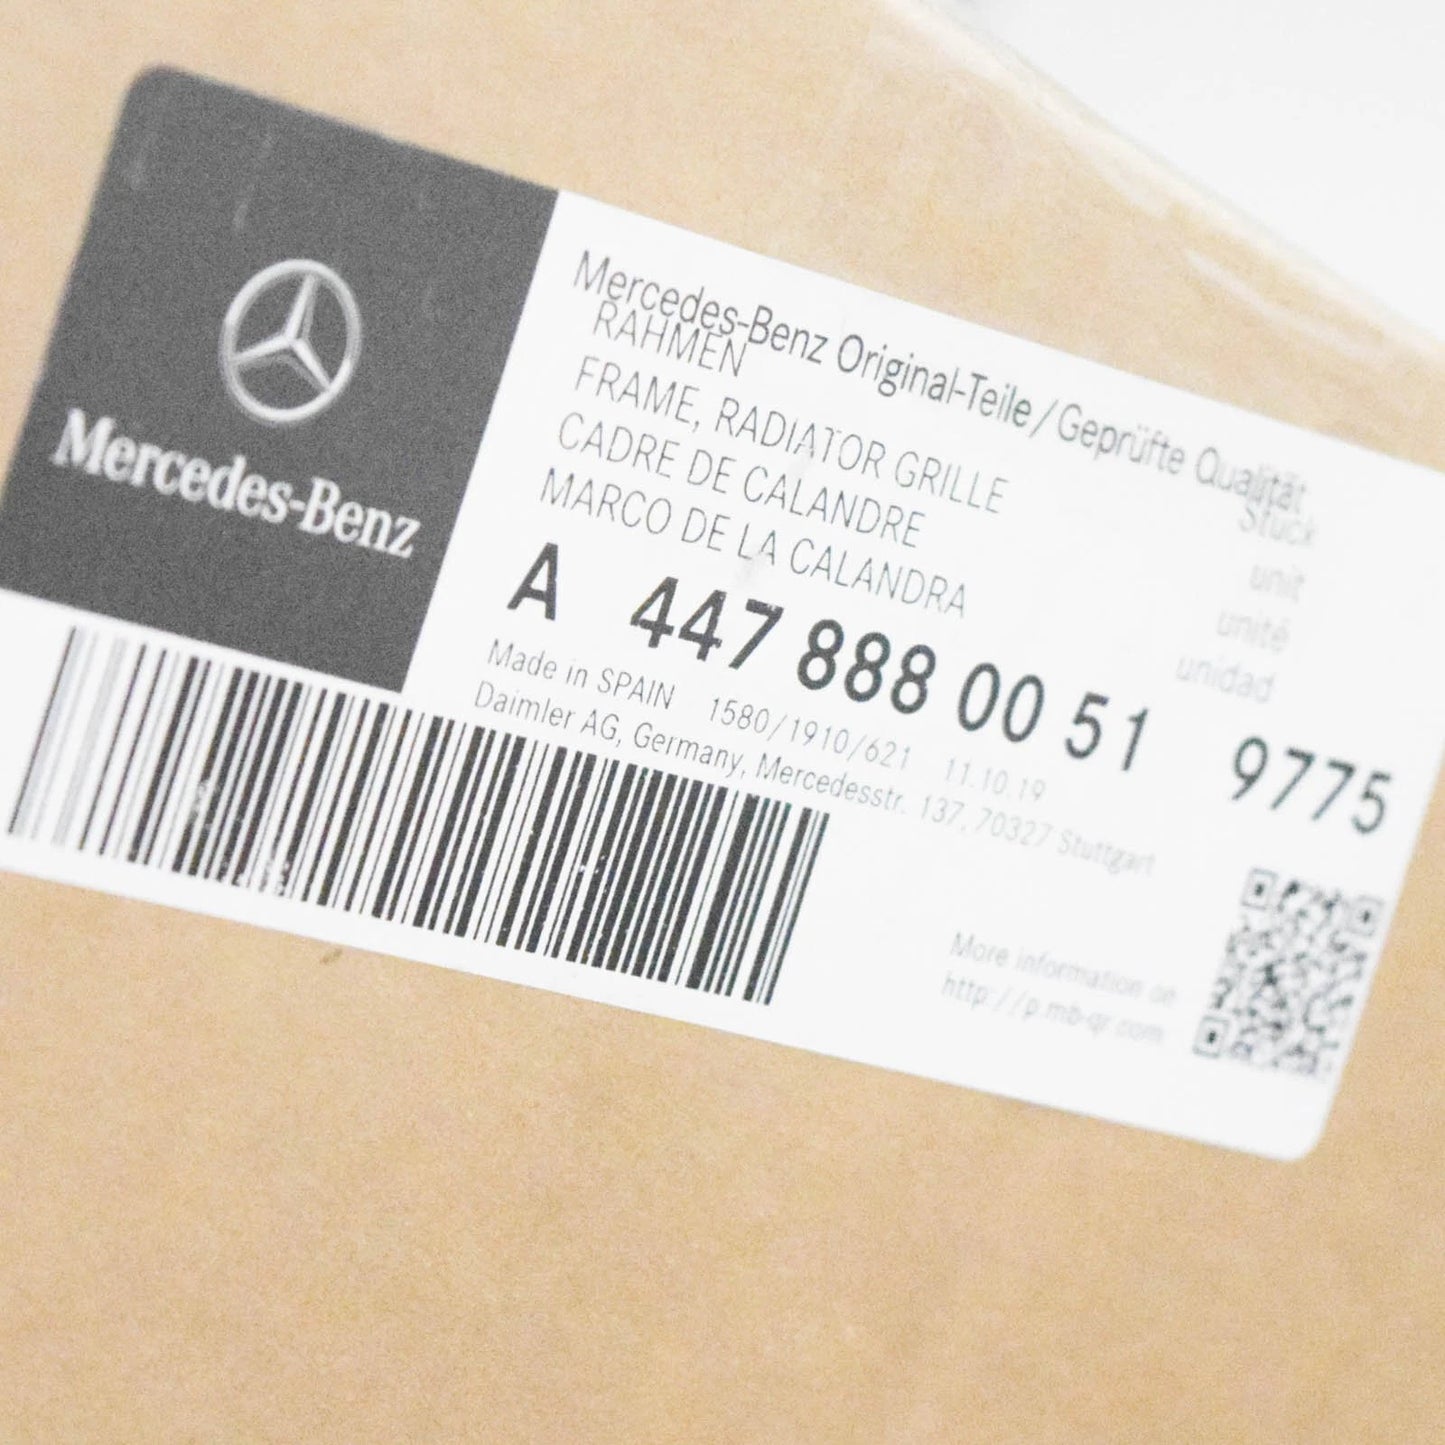 Mercedes-Benz
Mercedes-Benz Original-Teile / Geprüfte Qualität
RAHMEN
FRAME, RADIATOR GRILLE
CADRE DE CALANDRE
MARCO DE LA CALANDRA
Stück
unit
unité
unidad
A 447 888 00 51 9775
Made in SPAIN 1580/1910/621 11.10.19
Daimler AG, Germany, Mercedesstr. 137, 70327 Stuttgart
More information on
http://p.mb-qr.com